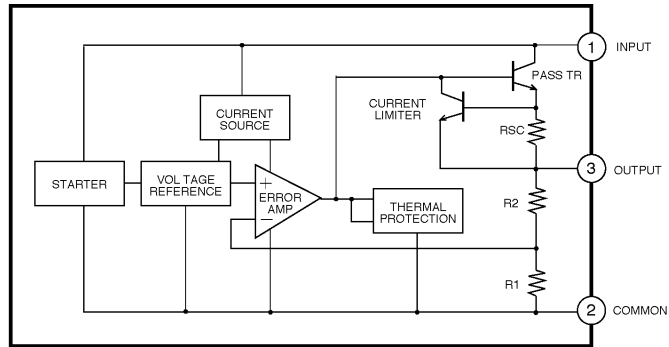 1 INPUT
PASS TR
CURRENT
LIMITER
CURRENT
SOURCE
RSC
3 OUTPUT
STARTER
VOL TAGE
REFERENCE
+
ERROR
AMP
−
THERMAL
PROTECTION
R2
R1
2 COMMON